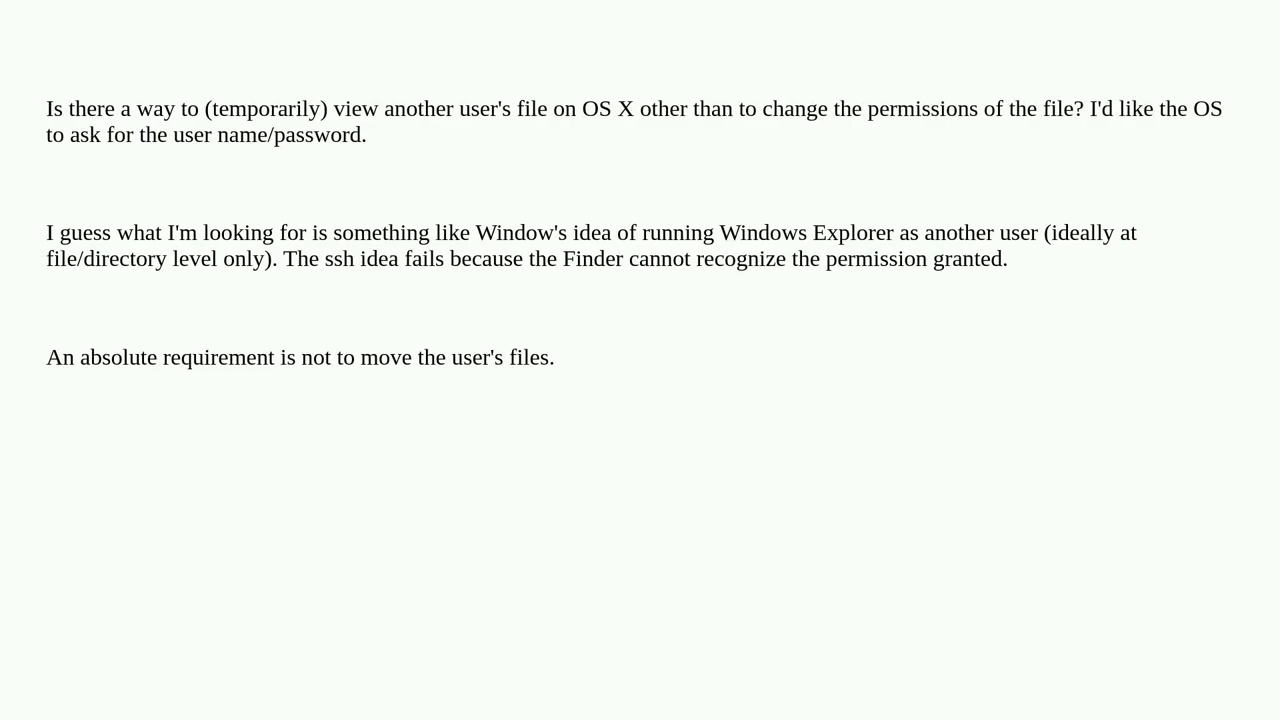 Is there a way to (temporarily) view another user's file on OS X other than to change the permissions of the file? I'd like the OS
to ask for the user name/password.
I guess what I'm looking for is something like Window's idea of running Windows Explorer as another user (ideally at
file/directory level only). The ssh idea fails because the Finder cannot recognize the permission granted.
An absolute requirement is not to move the user's files.